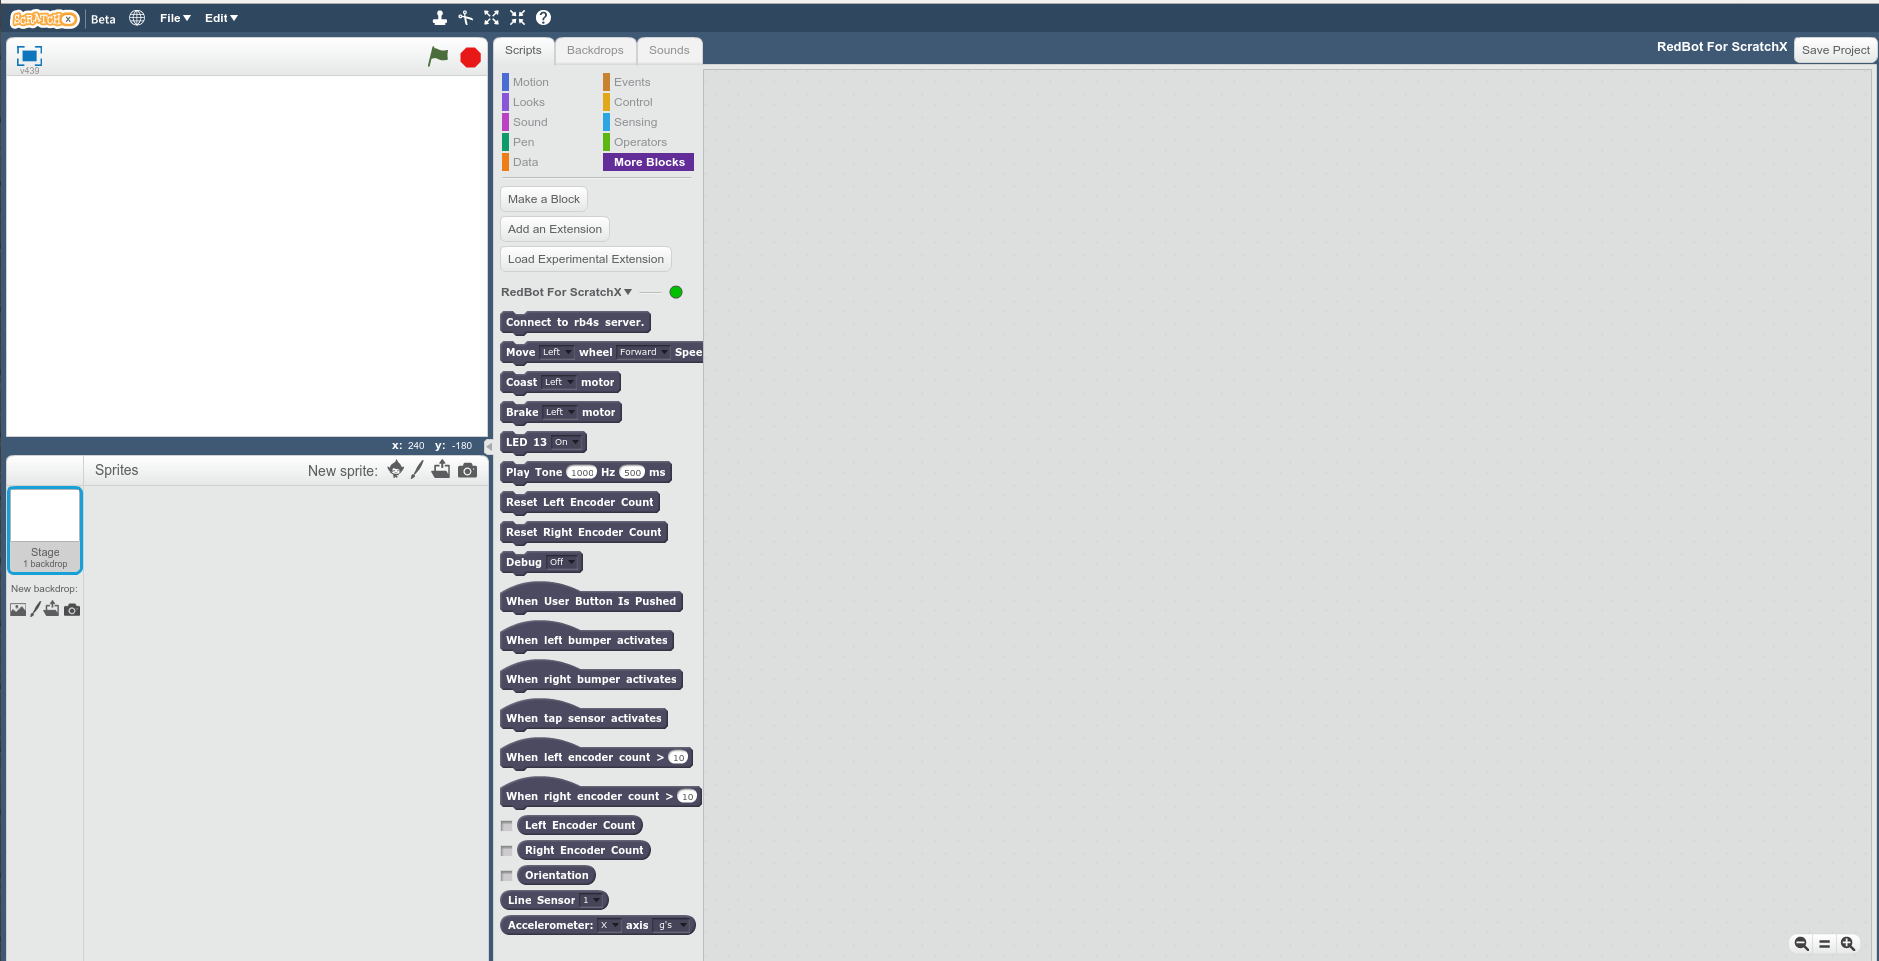 SCRATCHX Beta File Edit ?
v439
Scripts Backdrops Sounds
RedBot For ScratchX Save Project
Motion Events
Looks Control
Sound Sensing
Pen Operators
Data More Blocks
Make a Block
Add an Extension
Load Experimental Extension
RedBot For ScratchX
Connect to rb4s server.
Move Left wheel Forward Spee
Coast Left motor
Brake Left motor
LED 13 On
Play Tone 1000 Hz 500 ms
Reset Left Encoder Count
Reset Right Encoder Count
Debug Off
When User Button Is Pushed
When left bumper activates
When right bumper activates
When tap sensor activates
When left encoder count > 10
When right encoder count > 10
Left Encoder Count
Right Encoder Count
Orientation
Line Sensor 1
Accelerometer: X axis g's
x: 240 y: -180
Sprites New sprite:
Stage
1 backdrop
New backdrop: